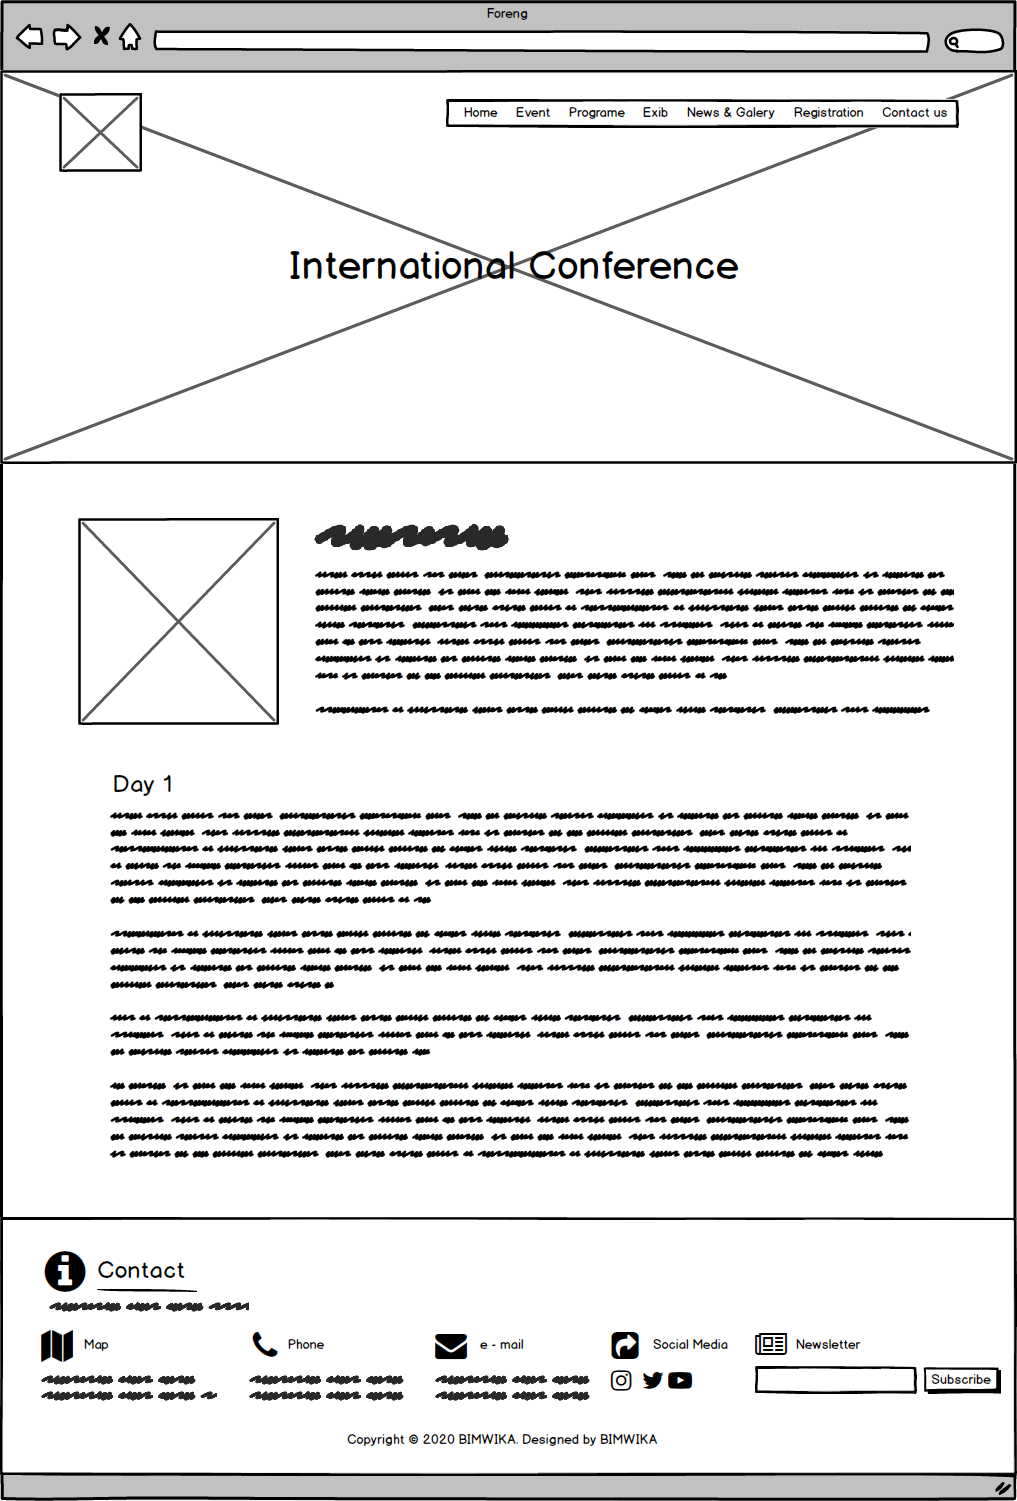 Foreng
Home Event Programe Exib News & Galery Registration Contact us
International Conference
Day 1
Contact
Map
Phone
e - mail
Social Media
Newsletter
Subscribe
Copyright © 2020 BIMWIKA. Designed by BIMWIKA